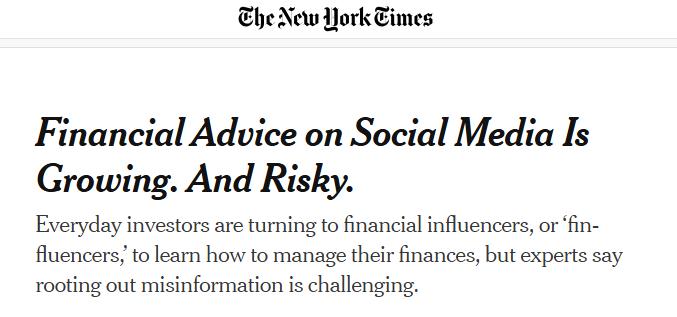 The New York Times
Financial Advice on Social Media Is
Growing. And Risky.
Everyday investors are turning to financial influencers, or ‘fin-
fluencers,’ to learn how to manage their finances, but experts say
rooting out misinformation is challenging.